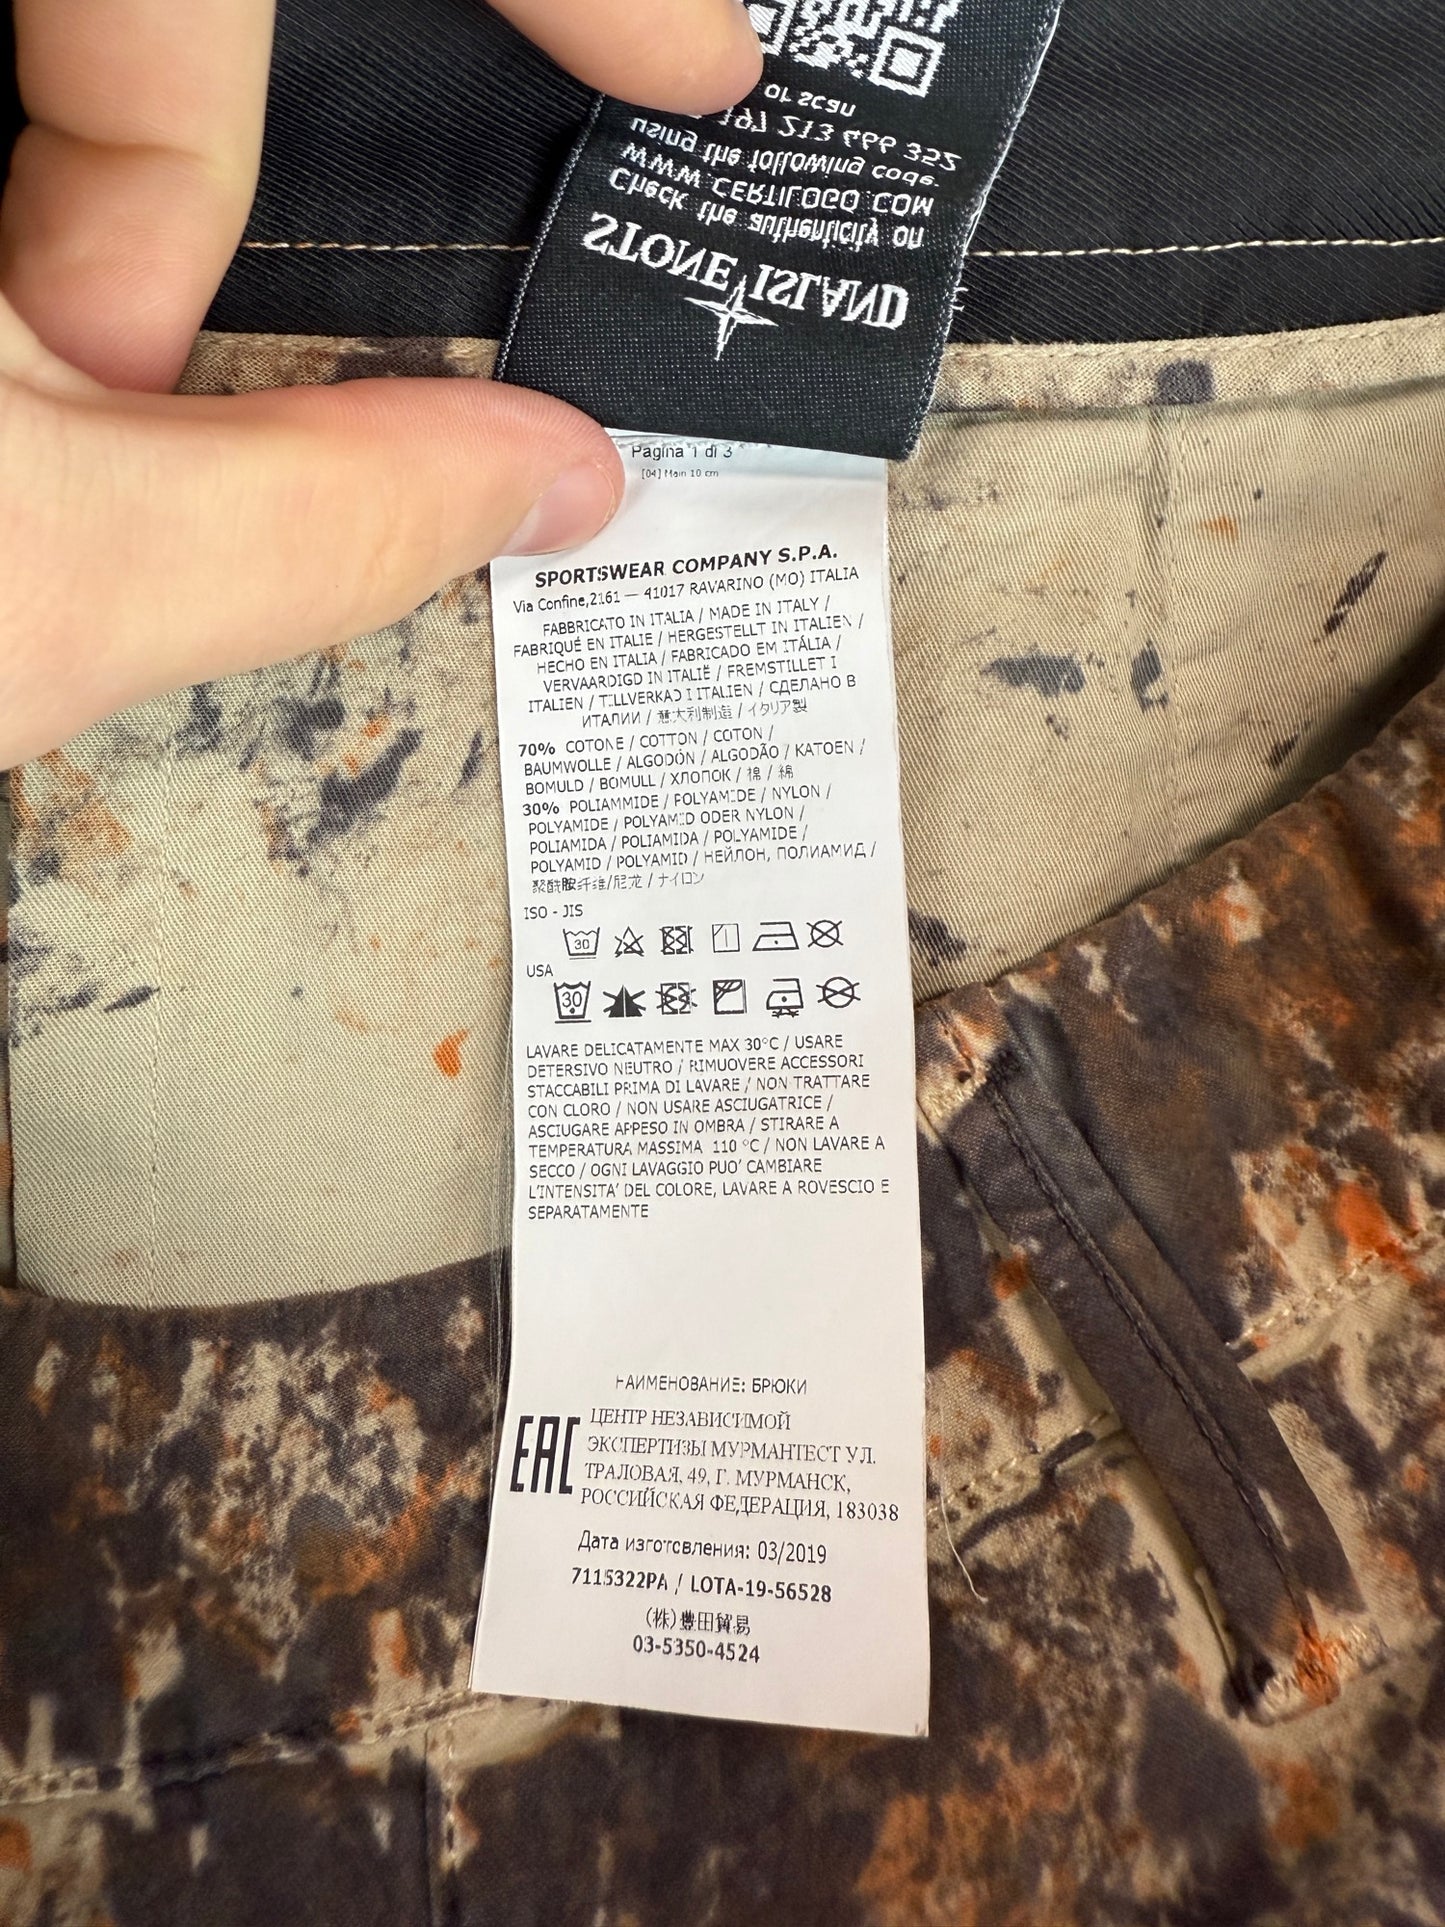 STONE ISLAND
Check the authenticity on
WWW.CERTILOGO.COM
using the following code.
197 213 466 352
or scan
Pagina 1 di 3
[04] Main 10 cm
SPORTSWEAR COMPANY S.P.A.
Via Confine,2161 — 41017 RAVARINO (MO) ITALIA
FABBRICATO IN ITALIA / MADE IN ITALY /
FABRIQUÉ EN ITALIE / HERGESTELLT IN ITALIEN /
HECHO EN ITALIA / FABRICADO EM ITÁLIA /
VERVAARDIGD IN ITALIË / FREMSTILLET I
ITALIEN / TILLVERKAD I ITALIEN / СДЕЛАНО В
ИТАЛИИ / 意大利制造 / イタリア製
70% COTONE / COTTON / COTON /
BAUMWOLLE / ALGODÓN / ALGODÃO / KATOEN /
BOMULD / BOMULL / ХЛОПОК / 棉 / 綿
30% POLIAMMIDE / POLYAMIDE / NYLON /
POLYAMIDE / POLYAMID ODER NYLON /
POLIAMIDA / POLIAMIDA / POLYAMIDE /
POLYAMID / POLYAMID / НЕЙЛОН, ПОЛИАМИД /
聚酰胺纤维/尼龙 / ナイロン
ISO - JIS
30
USA
30
LAVARE DELICATAMENTE MAX 30°C / USARE
DETERSIVO NEUTRO / RIMUOVERE ACCESSORI
STACCABILI PRIMA DI LAVARE / NON TRATTARE
CON CLORO / NON USARE ASCIUGATRICE /
ASCIUGARE APPESO IN OMBRA / STIRARE A
TEMPERATURA MASSIMA 110 °C / NON LAVARE A
SECCO / OGNI LAVAGGIO PUO' CAMBIARE
L'INTENSITA' DEL COLORE, LAVARE A ROVESCIO E
SEPARATAMENTE
НАИМЕНОВАНИЕ: БРЮКИ
EAC
ЦЕНТР НЕЗАВИСИМОЙ
ЭКСПЕРТИЗЫ МУРМАНТЕСТ УЛ.
ТРАЛОВАЯ, 49, Г. МУРМАНСК,
РОССИЙСКАЯ ФЕДЕРАЦИЯ, 183038
Дата изготовления: 03/2019
7115322PA / LOTA-19-56528
(株)豊田貿易
03-5350-4524